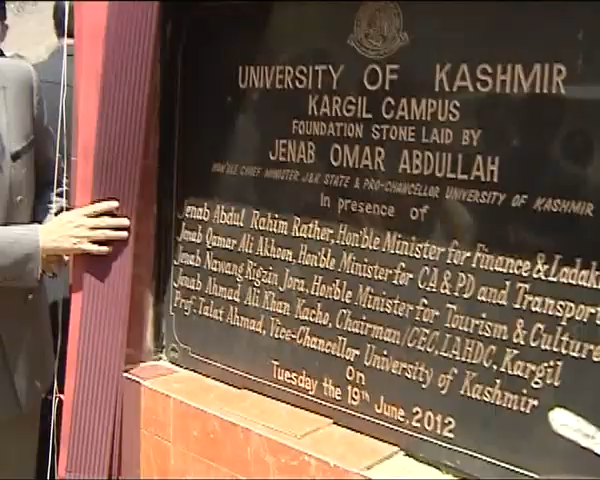 UNIVERSITY OF KASHMIR
KARGIL CAMPUS
FOUNDATION STONE LAID BY
JENAB OMAR ABDULLAH
HON'BLE CHIEF MINISTER J&K STATE & PRO-CHANCELLOR UNIVERSITY OF KASHMIR
In presence of
Jenab Abdul Rahim Rather, Hon'ble Minister for Finance & Ladakh
Jenab Qamar Ali Akhoon, Hon'ble Minister for CA & PD and Transport
Jenab Nawang Rigzin Jora, Hon'ble Minister for Tourism & Culture
Jenab Ahmad Ali Khan Kacho, Chairman/CEC, LAHDC, Kargil
Prof. Talat Ahmad, Vice-Chancellor University of Kashmir
On
Tuesday the 19th June, 2012